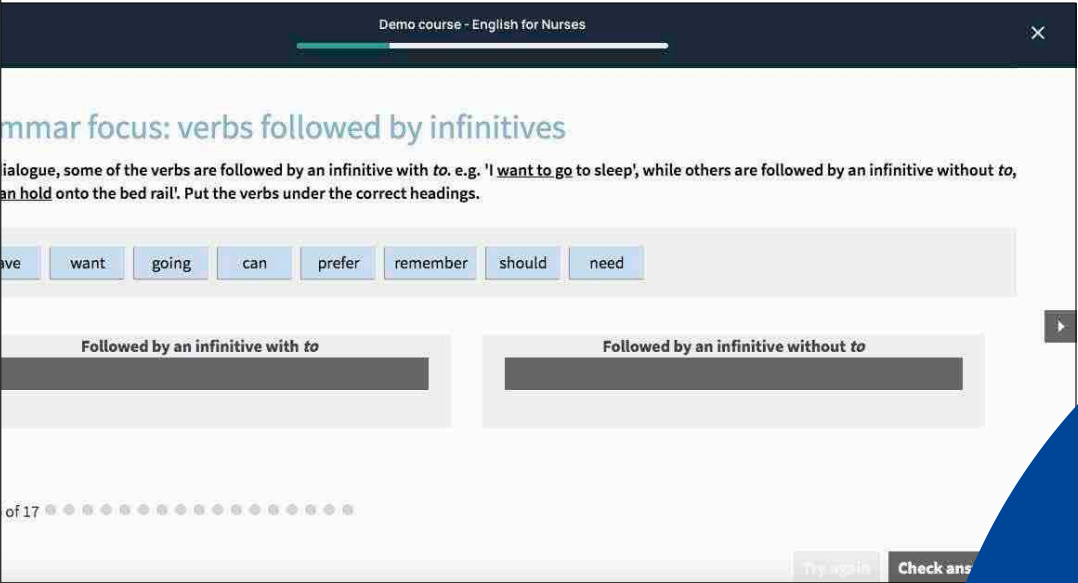 Demo course - English for Nurses
mmar focus: verbs followed by infinitives
ialogue, some of the verbs are followed by an infinitive with to. e.g. 'I want to go to sleep', while others are followed by an infinitive without to,
an hold onto the bed rail'. Put the verbs under the correct headings.
ave want going can prefer remember should need
Followed by an infinitive with to Followed by an infinitive without to
of 17
Try again Check ans